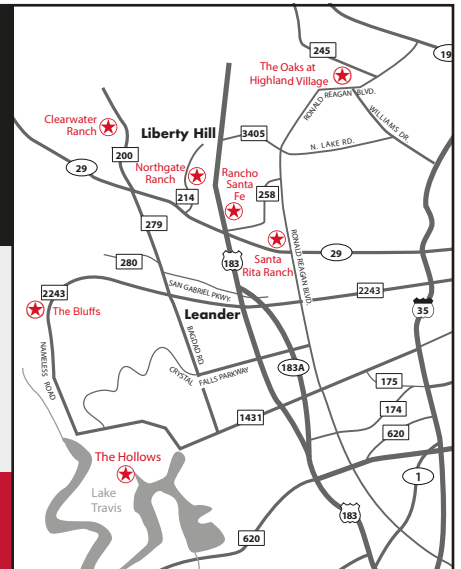 245
19
The Oaks at
Highland Village
RONALD REAGAN BLVD.
WILLIAMS DR.
Clearwater
Ranch
Liberty Hill
3405
N. LAKE RD.
200
29
Northgate
Ranch
Rancho
Santa
Fe
214
258
279
Santa
Rita Ranch
RONALD REAGAN BLVD.
29
280
183
2243
SAN GABRIEL PKWY.
2243
The Bluffs
Leander
35
NAMELESS ROAD
BAGDAD RD.
CRYSTAL FALLS PARKWAY
183A
175
174
1431
620
The Hollows
1
Lake
Travis
183
620